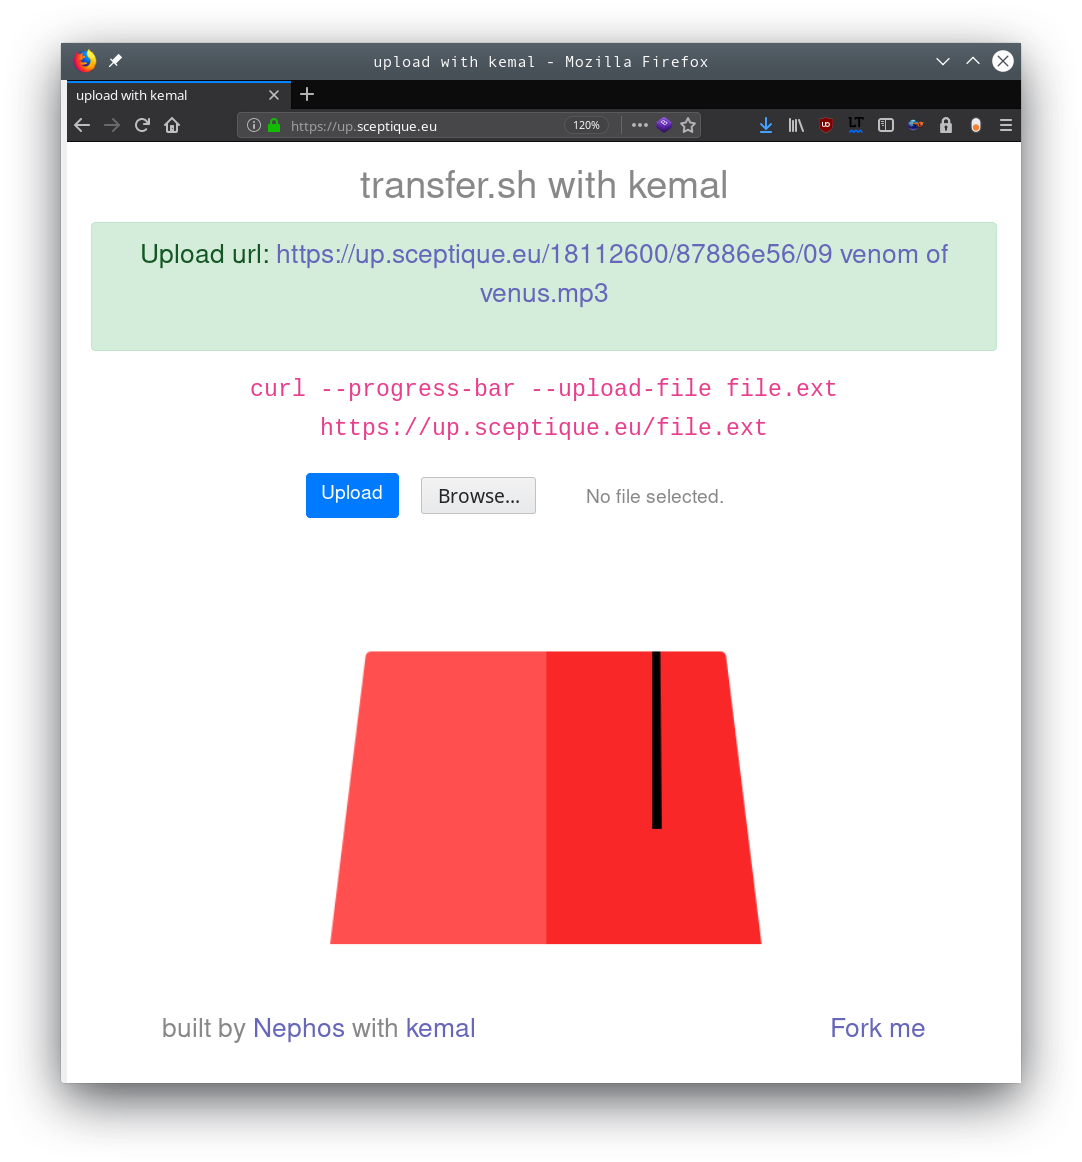 upload with kemal - Mozilla Firefox
upload with kemal
https://up.sceptique.eu 120%
transfer.sh with kemal
Upload url: https://up.sceptique.eu/18112600/87886e56/09 venom of
venus.mp3
curl --progress-bar --upload-file file.ext
https://up.sceptique.eu/file.ext
Upload Browse... No file selected.
built by Nephos with kemal Fork me